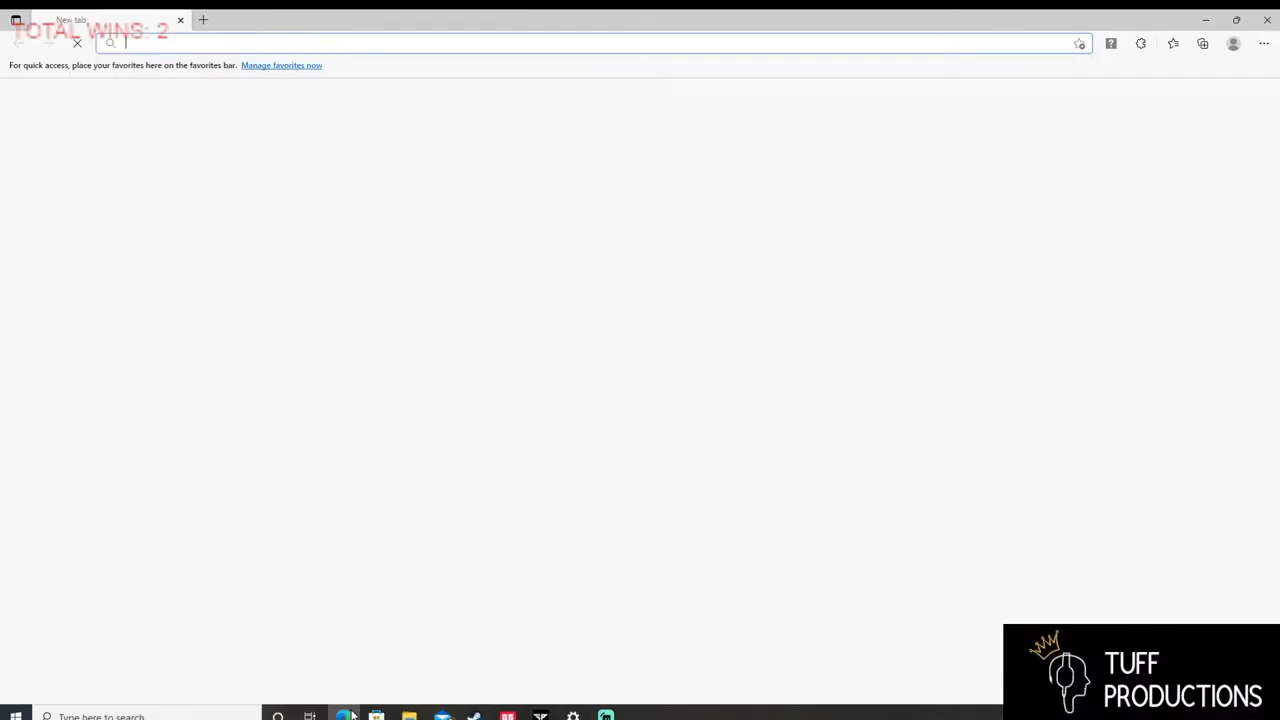 New tab
TOTAL WINS: 2
For quick access, place your favorites here on the favorites bar. Manage favorites now
TUFF
PRODUCTIONS
Type here to search